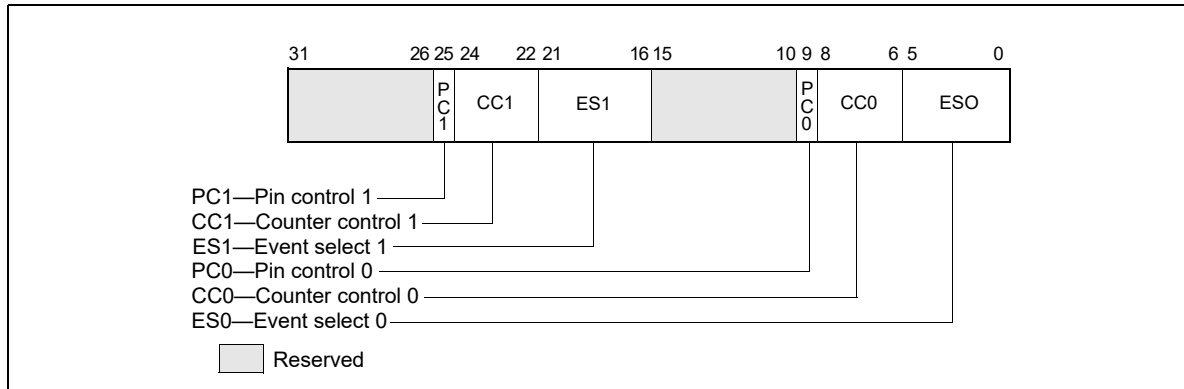 31 26 25 24 22 21 16 15 10 9 8 6 5 0
PC1 CC1 ES1 PC0 CC0 ESO
PC1—Pin control 1
CC1—Counter control 1
ES1—Event select 1
PC0—Pin control 0
CC0—Counter control 0
ES0—Event select 0
Reserved